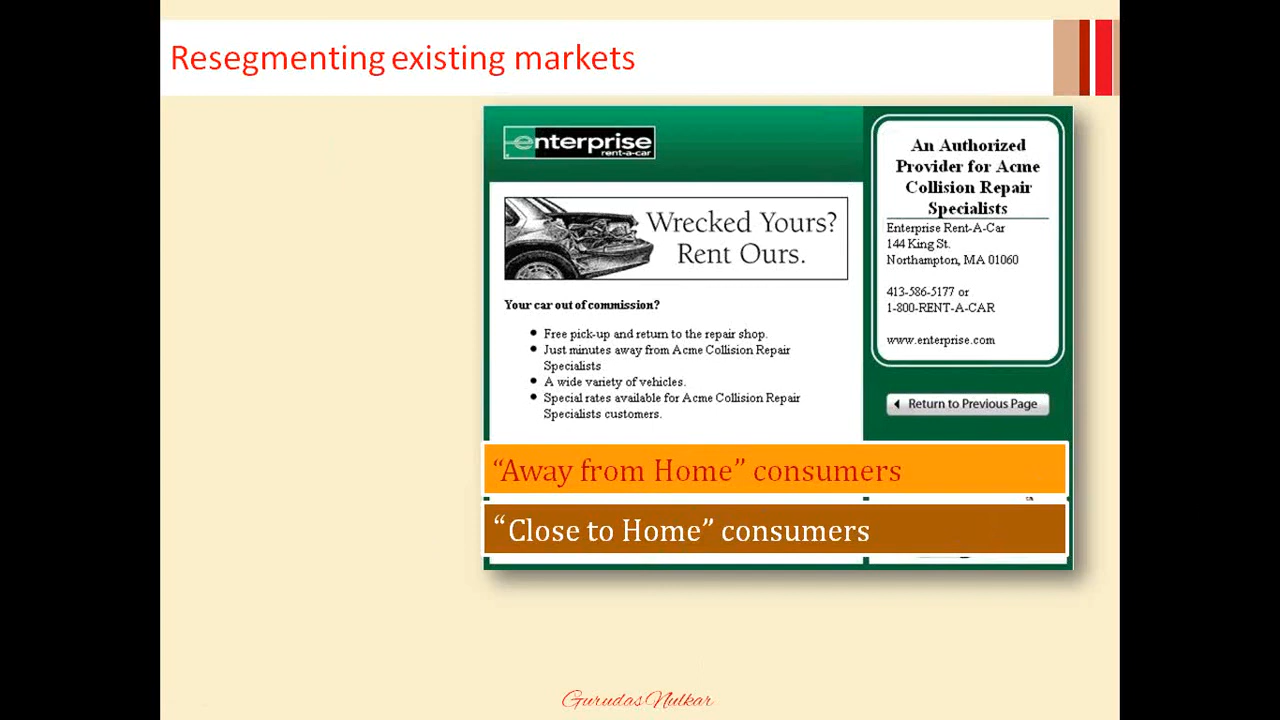 Resegmenting existing markets
enterprise
rent-a-car
Wrecked Yours?
Rent Ours.
Your car out of commission?
• Free pick-up and return to the repair shop.
• Just minutes away from Acme Collision Repair
Specialists
• A wide variety of vehicles.
• Special rates available for Acme Collision Repair
Specialists customers.
An Authorized
Provider for Acme
Collision Repair
Specialists
Enterprise Rent-A-Car
144 King St.
Northampton, MA 01060
413-586-5177 or
1-800-RENT-A-CAR
www.enterprise.com
Return to Previous Page
“Away from Home” consumers
“Close to Home” consumers
Gurudas Nulkar